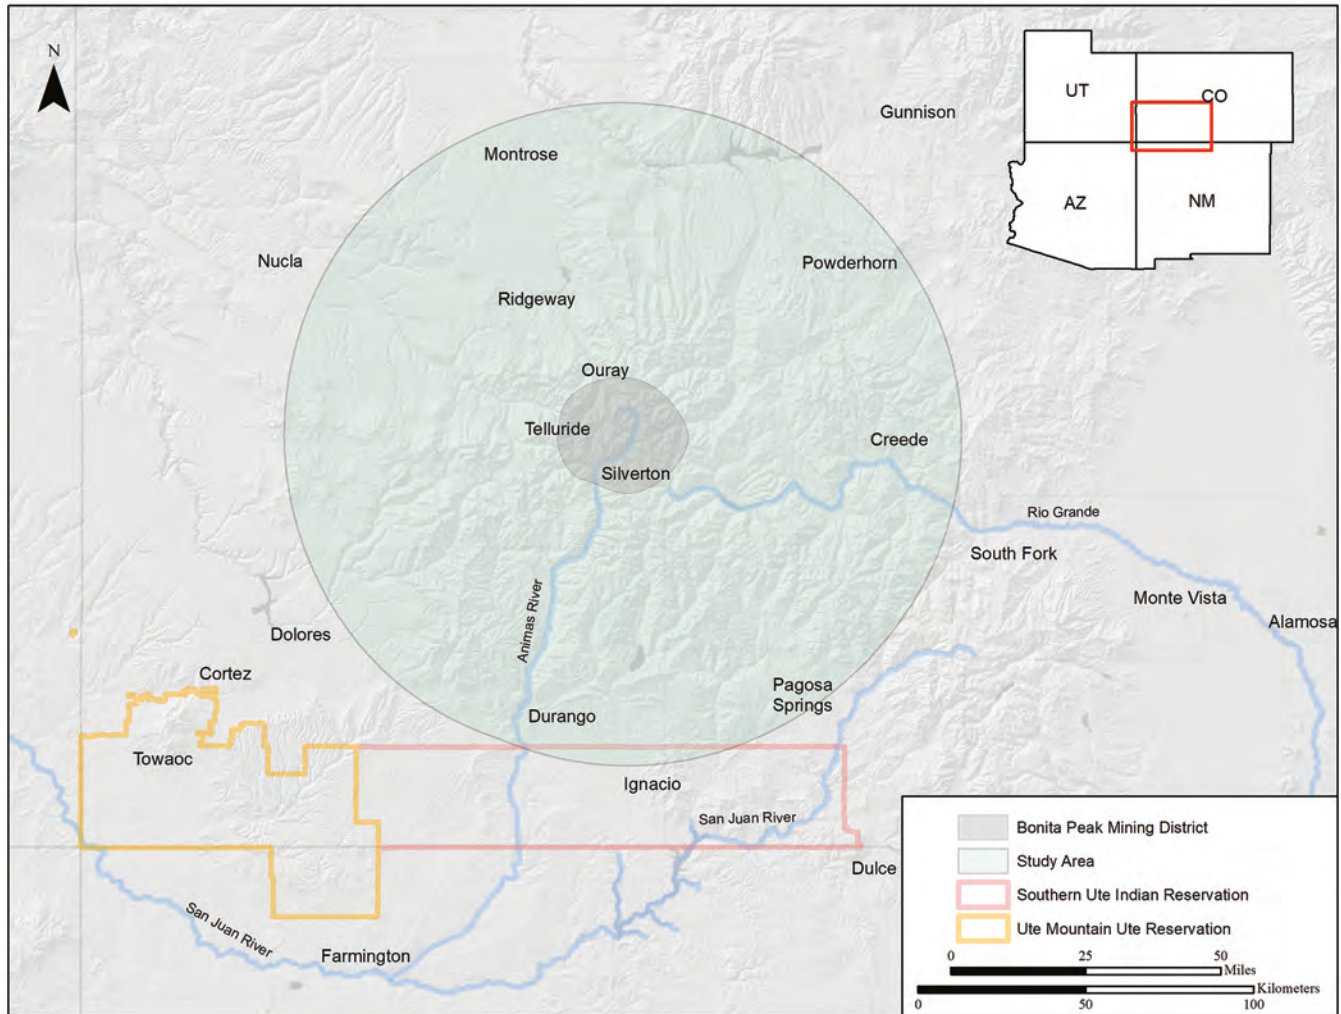 N
Gunnison
UT
CO
AZ
NM
Montrose
Nucla
Powderhorn
Ridgeway
Ouray
Telluride
Creede
Silverton
Rio Grande
South Fork
Monte Vista
Alamosa
Animas River
Dolores
Cortez
Pagosa
Springs
Durango
Towaoc
Ignacio
San Juan River
Dulce
San Juan River
Farmington
Bonita Peak Mining District
Study Area
Southern Ute Indian Reservation
Ute Mountain Ute Reservation
0 25 50
Miles
Kilometers
0 50 100